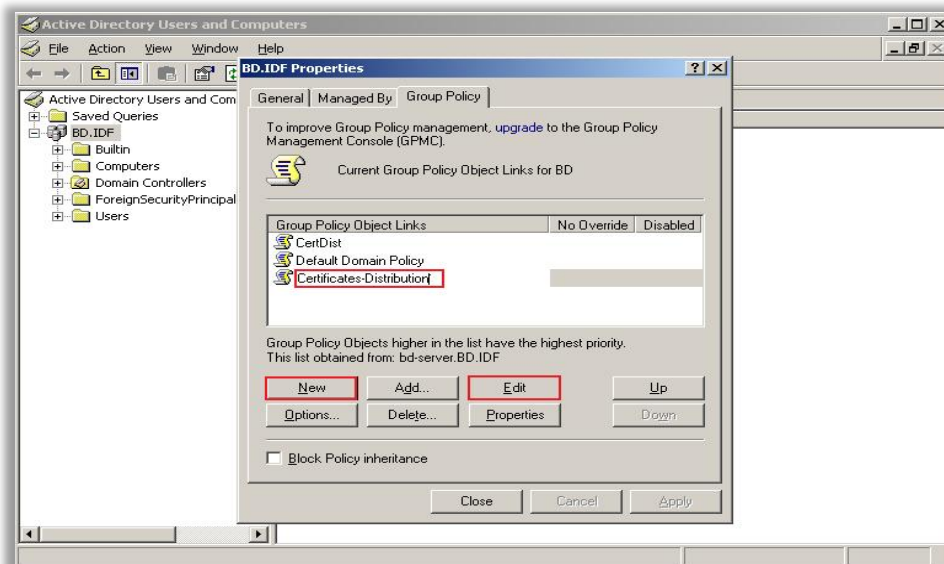 Active Directory Users and Computers
File Action View Window Help
BD.IDF Properties
Active Directory Users and Com
Saved Queries
BD.IDF
Builtin
Computers
Domain Controllers
ForeignSecurityPrincipal
Users
General Managed By Group Policy
To improve Group Policy management, upgrade to the Group Policy
Management Console (GPMC).
Current Group Policy Object Links for BD
Group Policy Object Links No Override Disabled
CertDist
Default Domain Policy
Certificates-Distribution
Group Policy Objects higher in the list have the highest priority.
This list obtained from: bd-server.BD.IDF
New Add... Edit Up
Options... Delete... Properties Down
Block Policy inheritance
Close Cancel Apply